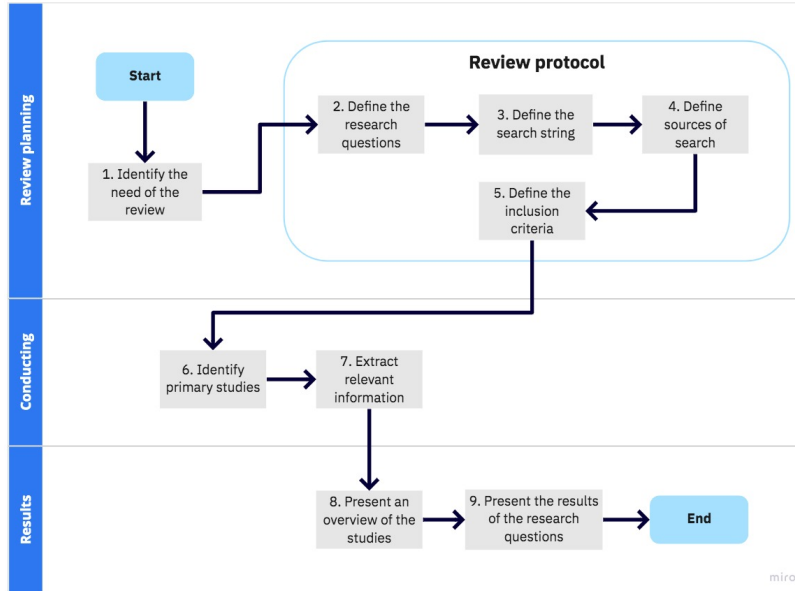 Review planning
Start
1. Identify the
need of the
review
Review protocol
2. Define the
research
questions
3. Define the
search string
4. Define
sources of
search
5. Define the
inclusion
criteria
Conducting
6. Identify
primary studies
7. Extract
relevant
information
Results
8. Present an
overview of the
studies
9. Present the results
of the research
questions
End
miro